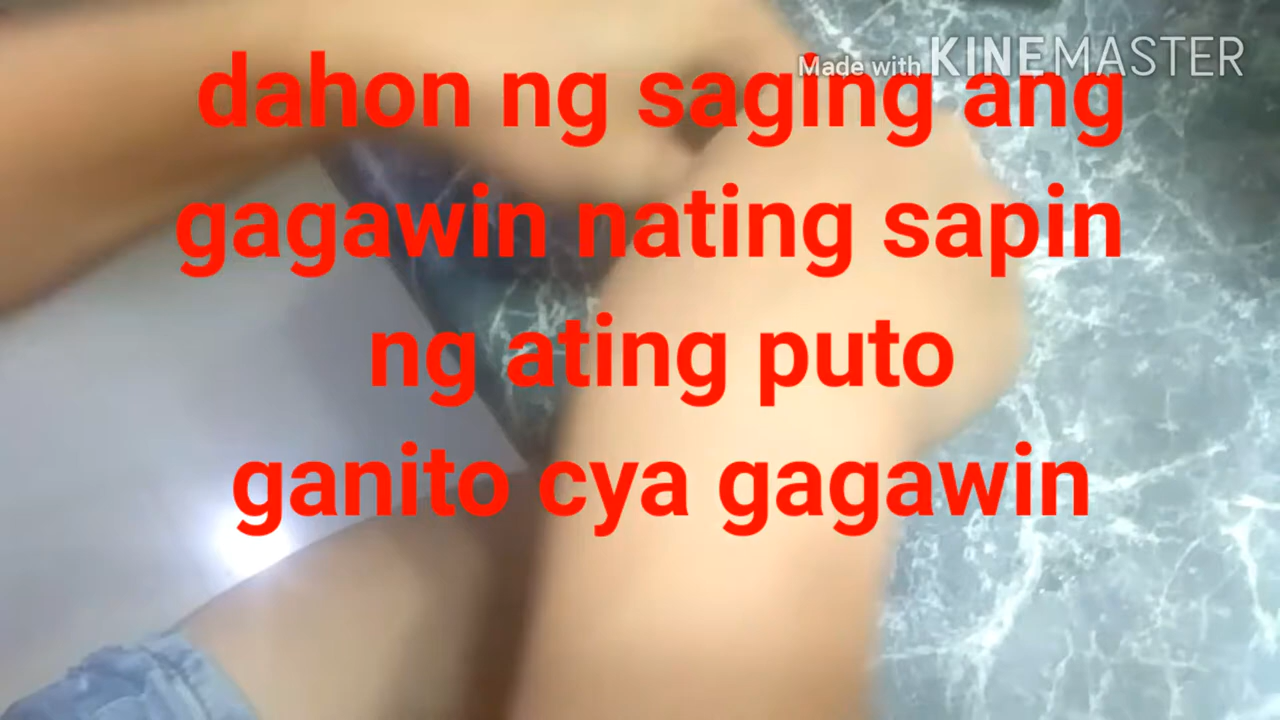 Made with KINEMASTER
dahon ng saging ang
gagawin nating sapin
ng ating puto
ganito cya gagawin